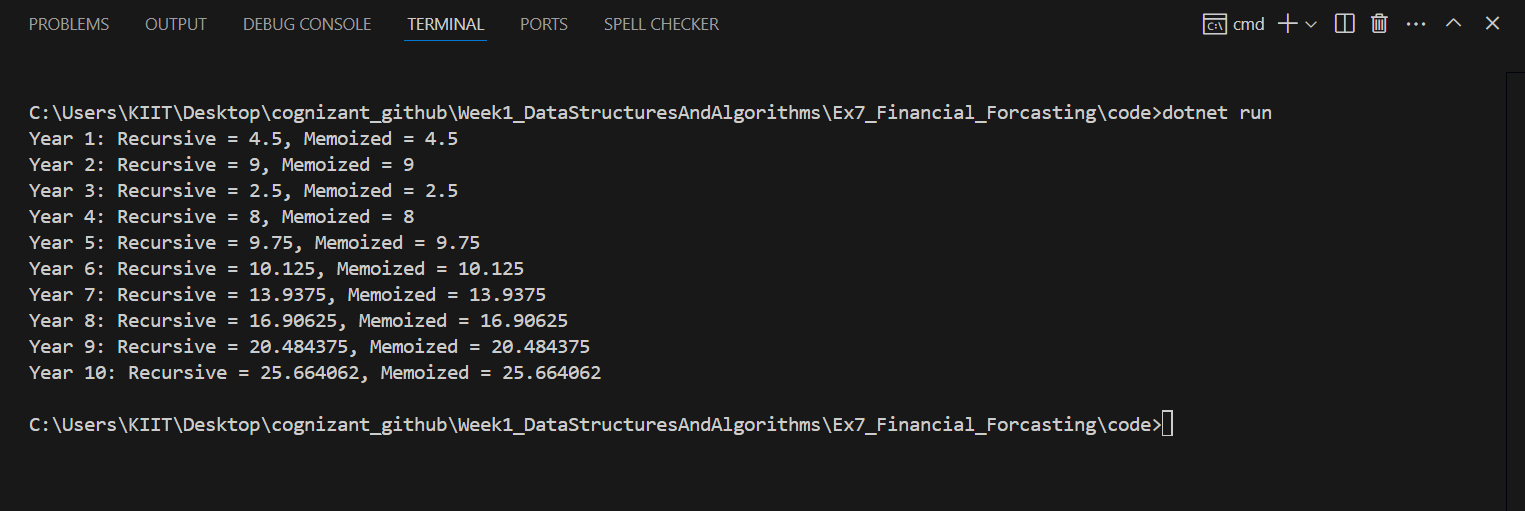 PROBLEMS OUTPUT DEBUG CONSOLE TERMINAL PORTS SPELL CHECKER cmd
C:\Users\KIIT\Desktop\cognizant_github\Week1_DataStructuresAndAlgorithms\Ex7_Financial_Forcasting\code>dotnet run
Year 1: Recursive = 4.5, Memoized = 4.5
Year 2: Recursive = 9, Memoized = 9
Year 3: Recursive = 2.5, Memoized = 2.5
Year 4: Recursive = 8, Memoized = 8
Year 5: Recursive = 9.75, Memoized = 9.75
Year 6: Recursive = 10.125, Memoized = 10.125
Year 7: Recursive = 13.9375, Memoized = 13.9375
Year 8: Recursive = 16.90625, Memoized = 16.90625
Year 9: Recursive = 20.484375, Memoized = 20.484375
Year 10: Recursive = 25.664062, Memoized = 25.664062
C:\Users\KIIT\Desktop\cognizant_github\Week1_DataStructuresAndAlgorithms\Ex7_Financial_Forcasting\code>